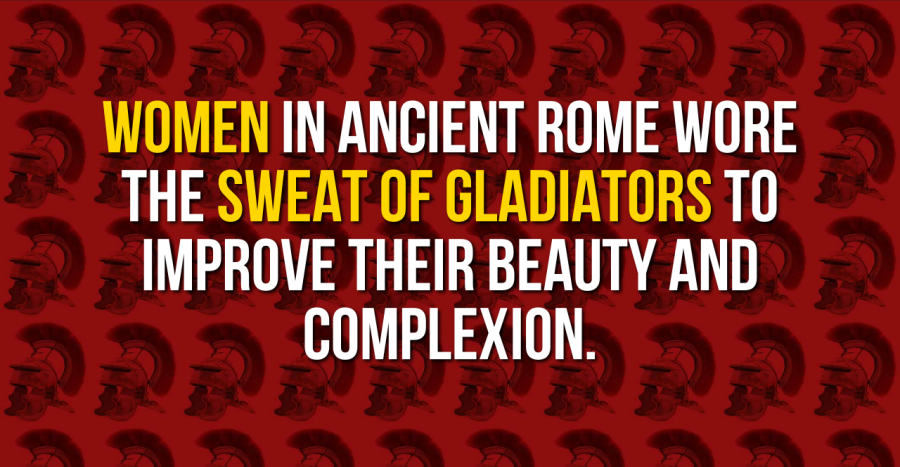 WOMEN IN ANCIENT ROME WORE
THE SWEAT OF GLADIATORS TO
IMPROVE THEIR BEAUTY AND
COMPLEXION.